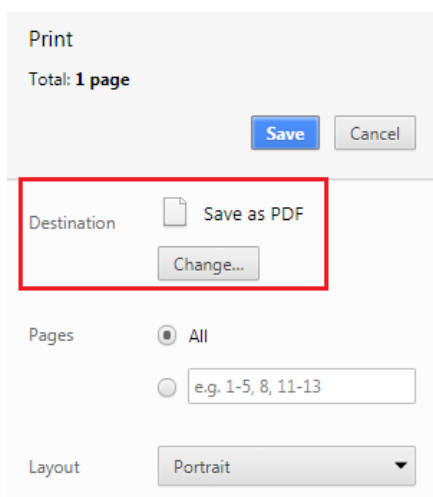 Print
Total: 1 page
Save Cancel
Destination Save as PDF
Change...
Pages All
e.g. 1-5, 8, 11-13
Layout Portrait